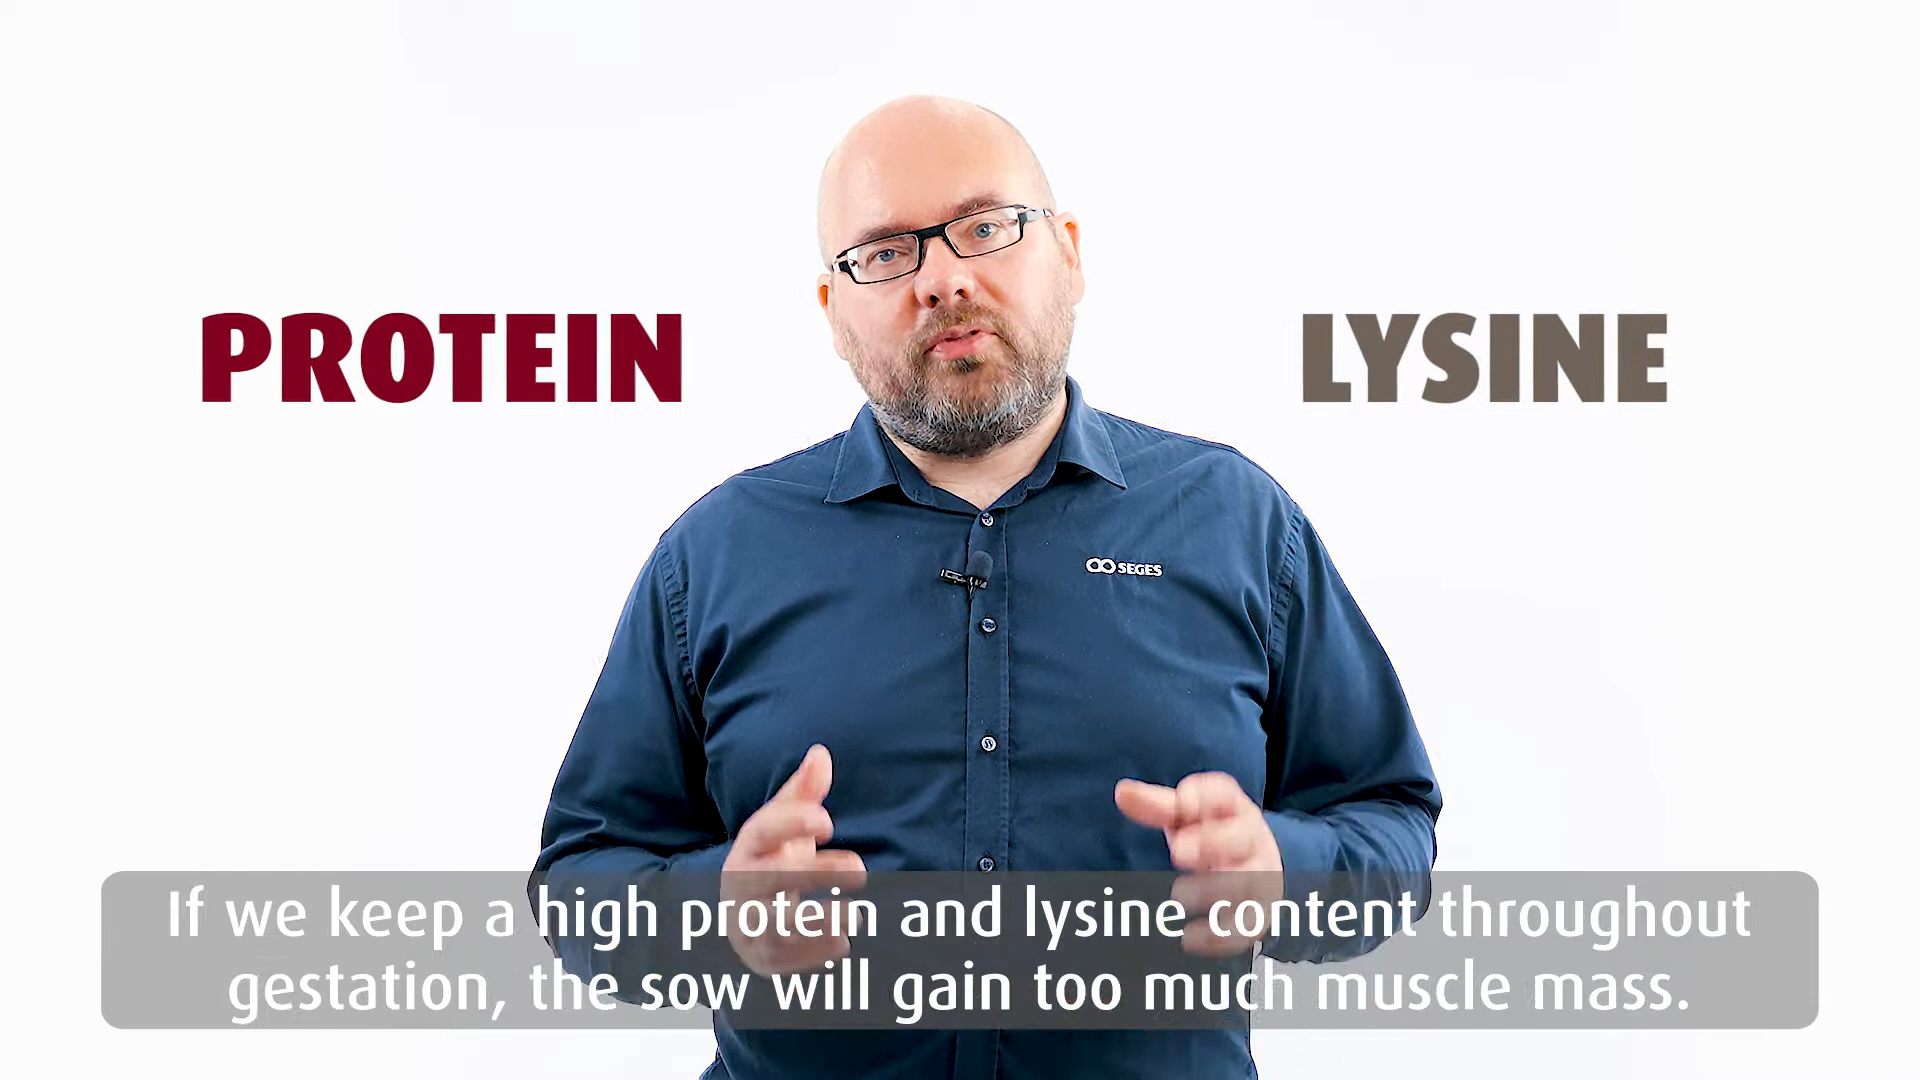 PROTEIN
LYSINE
SEGES
If we keep a high protein and lysine content throughout
gestation, the sow will gain too much muscle mass.